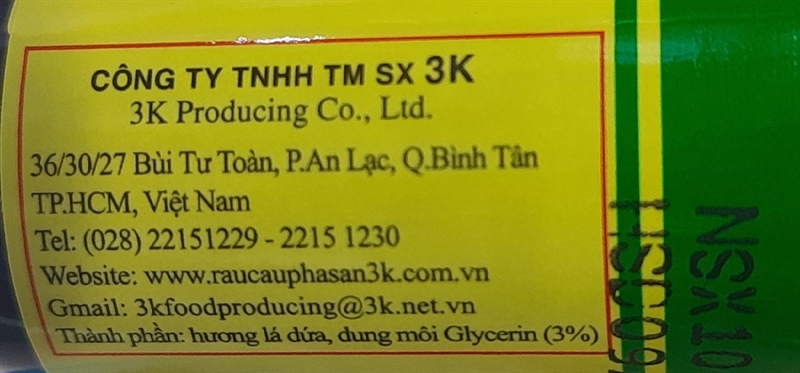 CÔNG TY TNHH TM SX 3K
3K Producing Co., Ltd.
36/30/27 Bùi Tư Toàn, P.An Lạc, Q.Bình Tân
TP.HCM, Việt Nam
Tel: (028) 22151229 - 2215 1230
Website: www.raucauphasan3k.com.vn
Gmail: 3kfoodproducing@3k.net.vn
Thành phần: hương lá dứa, dung môi Glycerin (3%)
NSX10